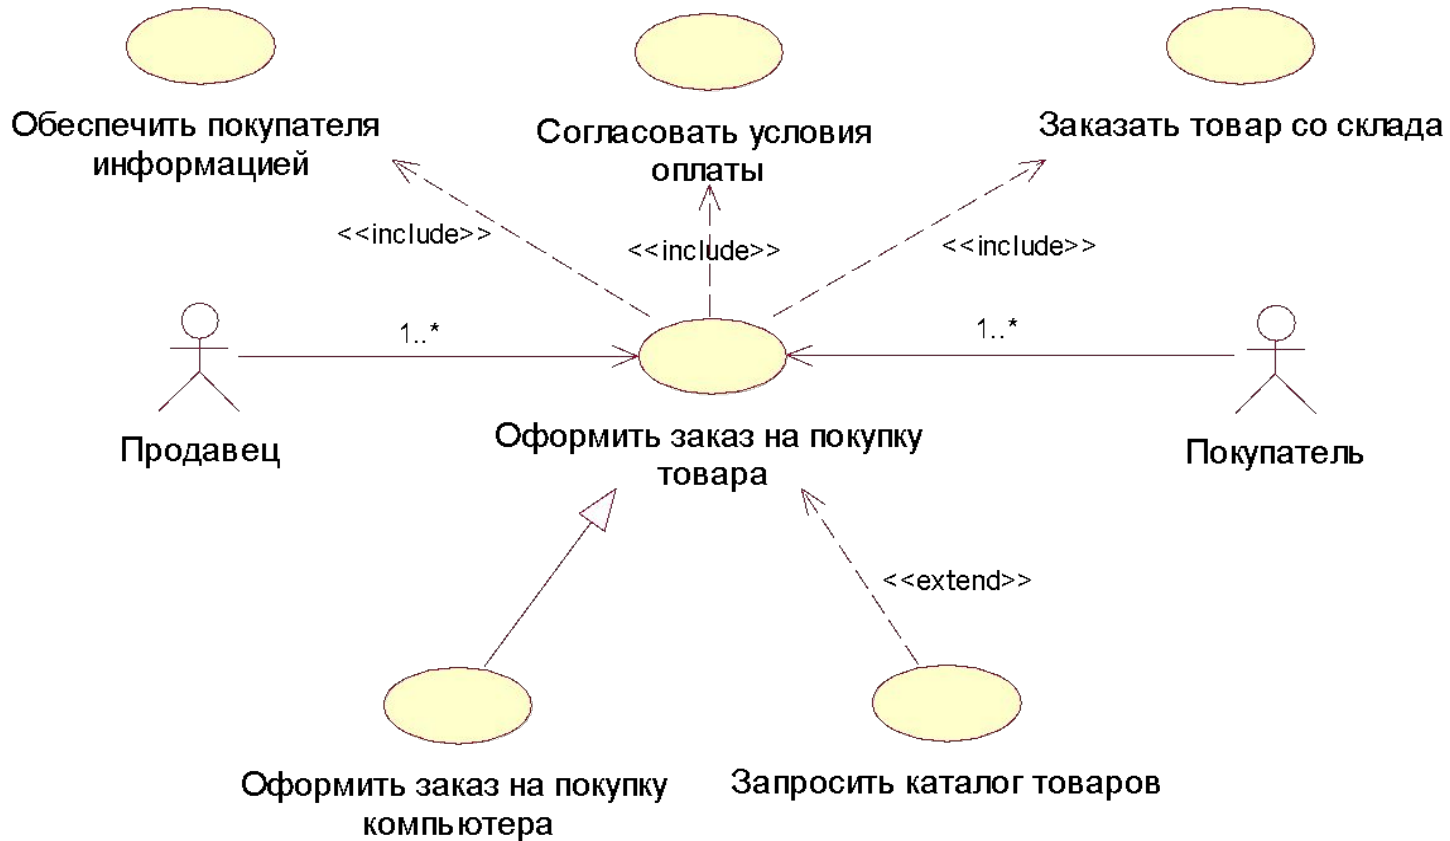 Обеспечить покупателя
информацией
Согласовать условия
оплаты
Заказать товар со склада
<<include>>
<<include>>
<<include>>
1..*
1..*
Продавец
Оформить заказ на покупку
товара
Покупатель
<<extend>>
Оформить заказ на покупку
компьютера
Запросить каталог товаров